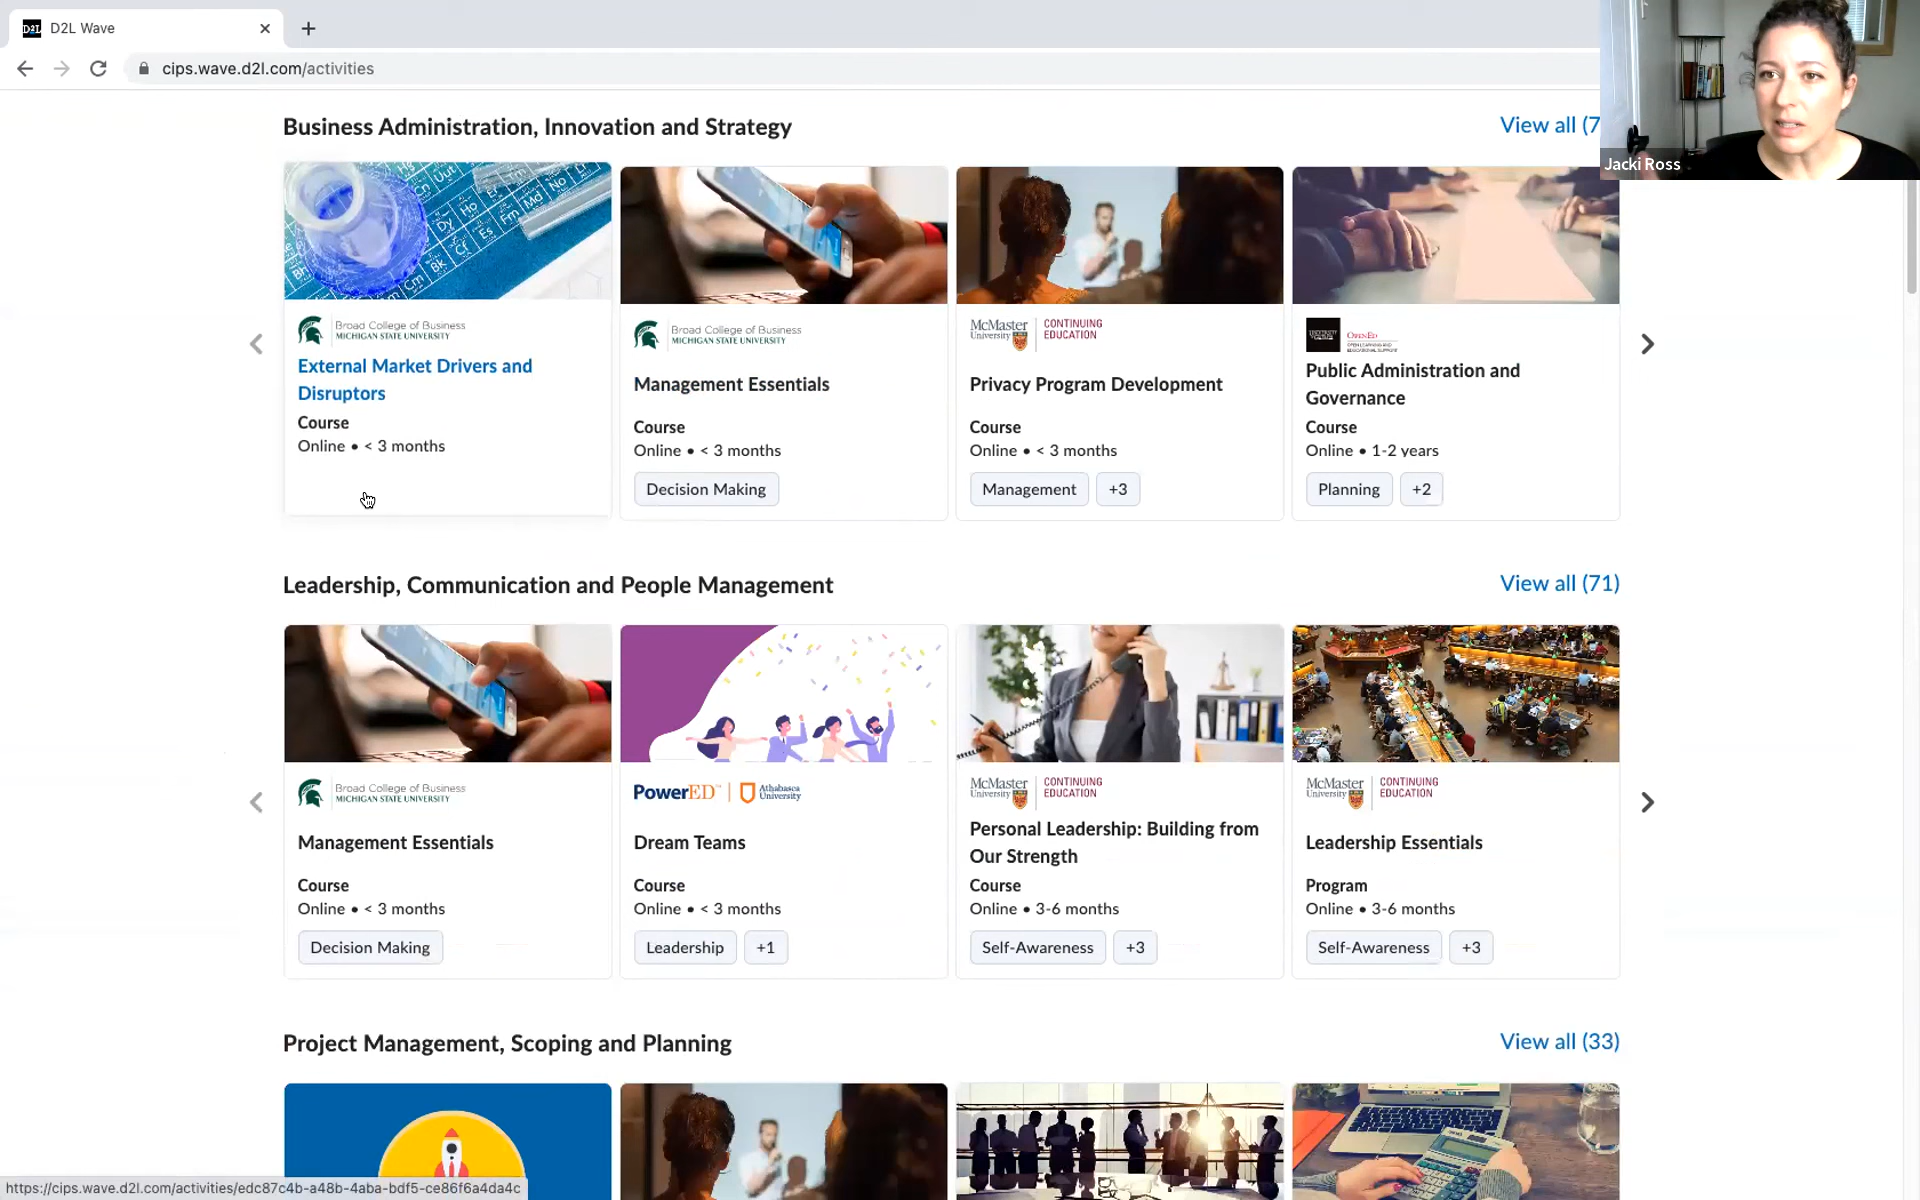 D2L D2L Wave
cips.wave.d2l.com/activities
Jacki Ross
Business Administration, Innovation and Strategy
View all (7
Broad College of Business
MICHIGAN STATE UNIVERSITY
External Market Drivers and
Disruptors
Course
Online • < 3 months
Broad College of Business
MICHIGAN STATE UNIVERSITY
Management Essentials
Course
Online • < 3 months
Decision Making
McMaster
University
CONTINUING
EDUCATION
Privacy Program Development
Course
Online • < 3 months
Management +3
OPENED
Public Administration and
Governance
Course
Online • 1-2 years
Planning +2
Leadership, Communication and People Management
View all (71)
Broad College of Business
MICHIGAN STATE UNIVERSITY
Management Essentials
Course
Online • < 3 months
Decision Making
PowerED™ Athabasca
University
Dream Teams
Course
Online • < 3 months
Leadership +1
McMaster
University
CONTINUING
EDUCATION
Personal Leadership: Building from
Our Strength
Course
Online • 3-6 months
Self-Awareness +3
McMaster
University
CONTINUING
EDUCATION
Leadership Essentials
Program
Online • 3-6 months
Self-Awareness +3
Project Management, Scoping and Planning
View all (33)
https://cips.wave.d2l.com/activities/edc87c4b-a48b-4aba-bdf5-ce86f6a4da4c